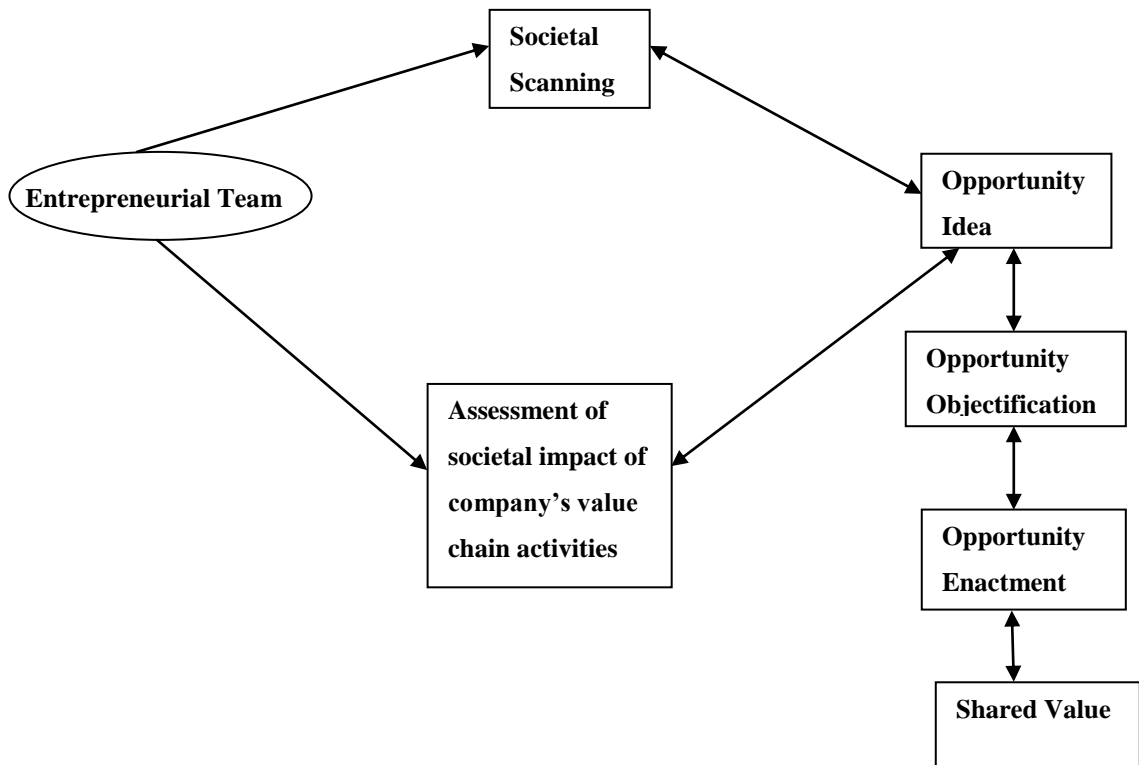 Societal
Scanning
Entrepreneurial Team
Opportunity
Idea
Opportunity
Objectification
Assessment of
societal impact of
company’s value
chain activities
Opportunity
Enactment
Shared Value